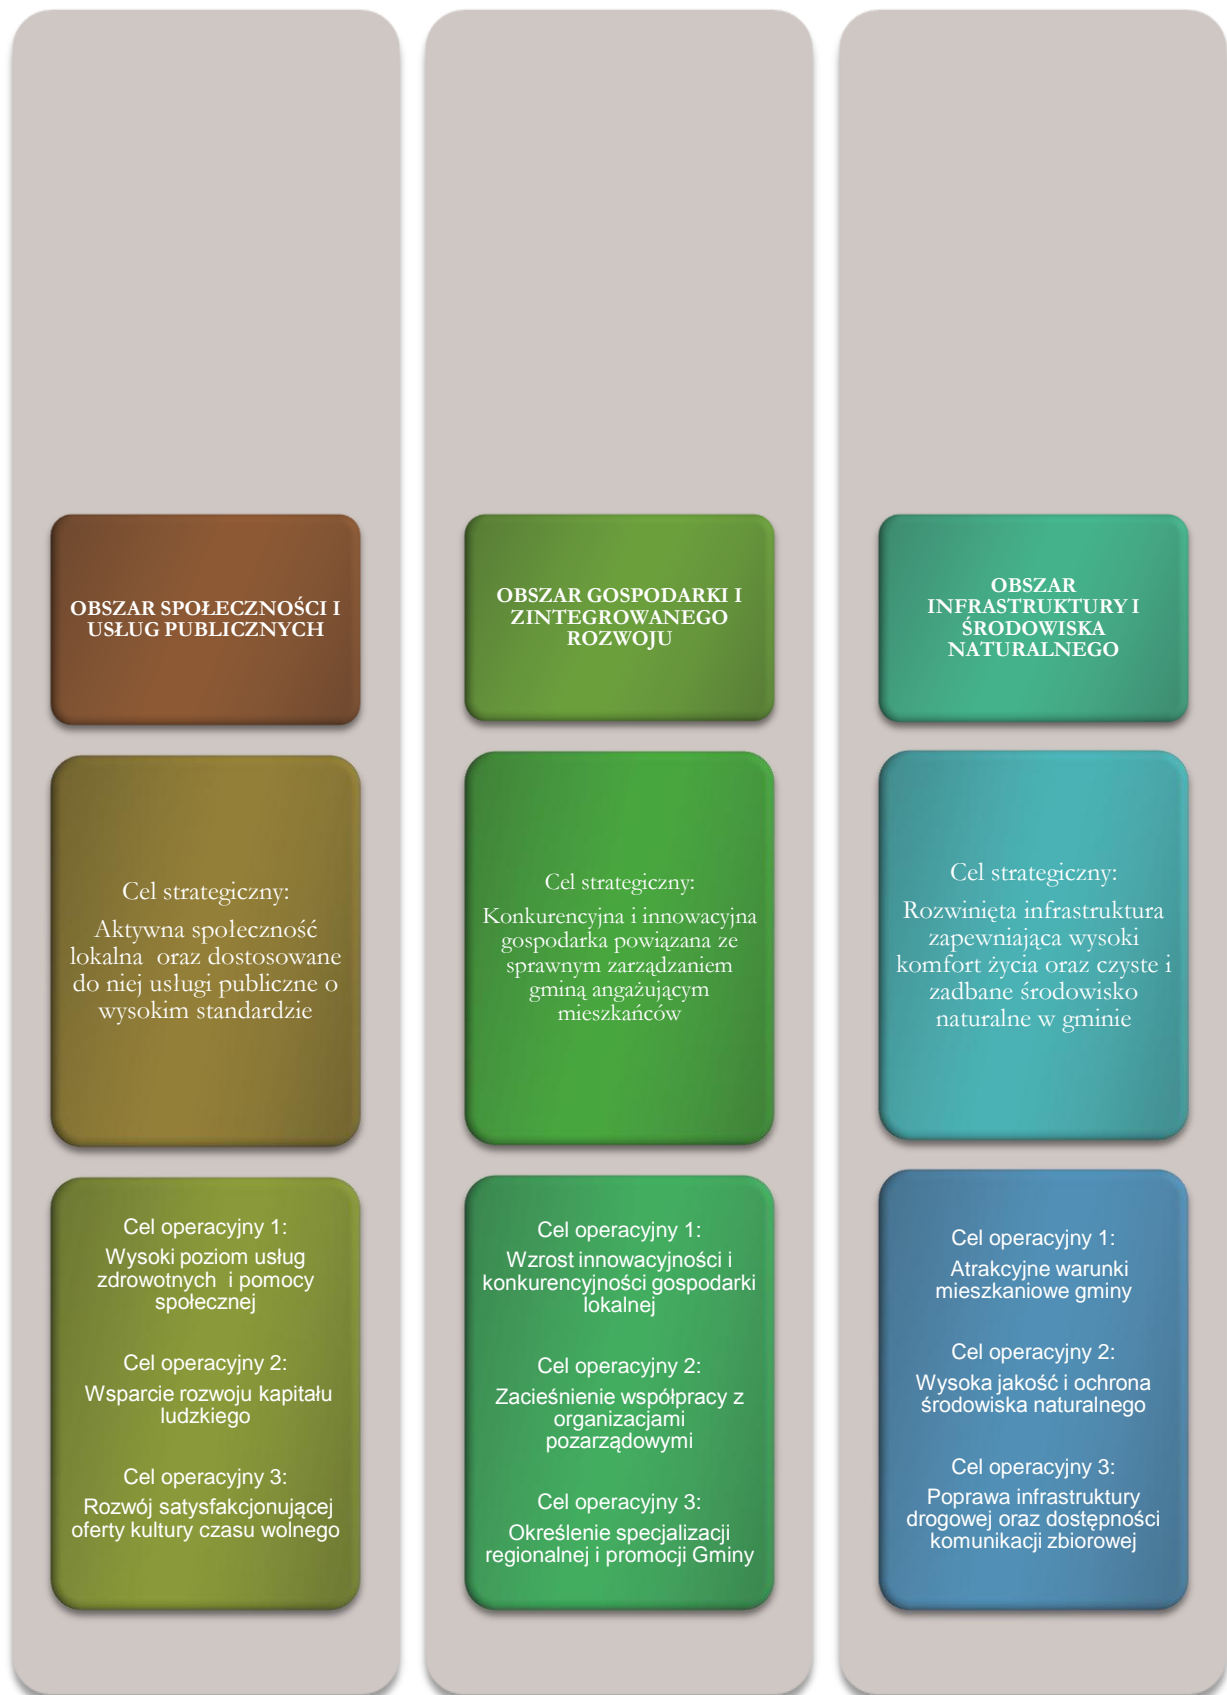 OBSZAR SPOŁECZNOŚCI I
USŁUG PUBLICZNYCH
Cel strategiczny:
Aktywna społeczność
lokalna oraz dostosowane
do niej usługi publiczne o
wysokim standardzie
Cel operacyjny 1:
Wysoki poziom usług
zdrowotnych i pomocy
społecznej
Cel operacyjny 2:
Wsparcie rozwoju kapitału
ludzkiego
Cel operacyjny 3:
Rozwój satysfakcjonującej
oferty kultury czasu wolnego
OBSZAR GOSPODARKI I
ZINTEGROWANEGO
ROZWOJU
Cel strategiczny:
Konkurencyjna i innowacyjna
gospodarka powiązana ze
sprawnym zarządzaniem
gminą angażującym
mieszkańców
Cel operacyjny 1:
Wzrost innowacyjności i
konkurencyjności gospodarki
lokalnej
Cel operacyjny 2:
Zacieśnienie współpracy z
organizacjami
pozarządowymi
Cel operacyjny 3:
Określenie specjalizacji
regionalnej i promocji Gminy
OBSZAR
INFRASTRUKTURY I
ŚRODOWISKA
NATURALNEGO
Cel strategiczny:
Rozwinięta infrastruktura
zapewniająca wysoki
komfort życia oraz czyste i
zadbane środowisko
naturalne w gminie
Cel operacyjny 1:
Atrakcyjne warunki
mieszkaniowe gminy
Cel operacyjny 2:
Wysoka jakość i ochrona
środowiska naturalnego
Cel operacyjny 3:
Poprawa infrastruktury
drogowej oraz dostępności
komunikacji zbiorowej